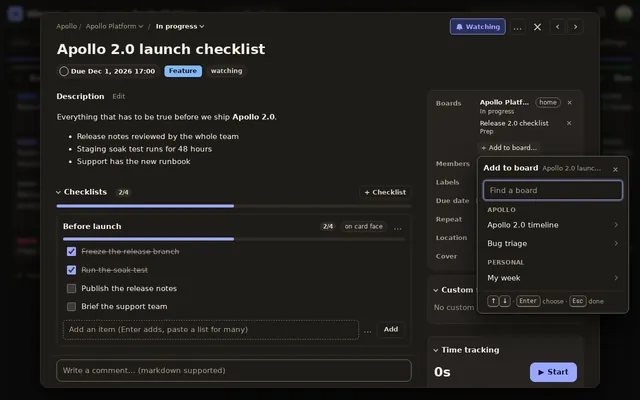 Apollo / Apollo Platform / In progress
Watching ...
Apollo 2.0 launch checklist
Due Dec 1, 2026 17:00 Feature watching
Description Edit
Everything that has to be true before we ship Apollo 2.0.
• Release notes reviewed by the whole team
• Staging soak test runs for 48 hours
• Support has the new runbook
Checklists 2/4 + Checklist
Before launch 2/4 on card face ...
Freeze the release branch
Run the soak test
Publish the release notes
Brief the support team
Add an item (Enter adds, paste a list for many) ... Add
Write a comment... (markdown supported)
Boards Apollo Platf... home ×
In progress
Release 2.0 checklist ×
Prep
+ Add to board...
Members
Labels
Due date
Repeat
Location
Cover
Add to board Apollo 2.0 launc... ×
Find a board
APOLLO
Apollo 2.0 timeline
Bug triage
PERSONAL
My week
↑ ↓ · Enter choose · Esc done
Time tracking
0s Start